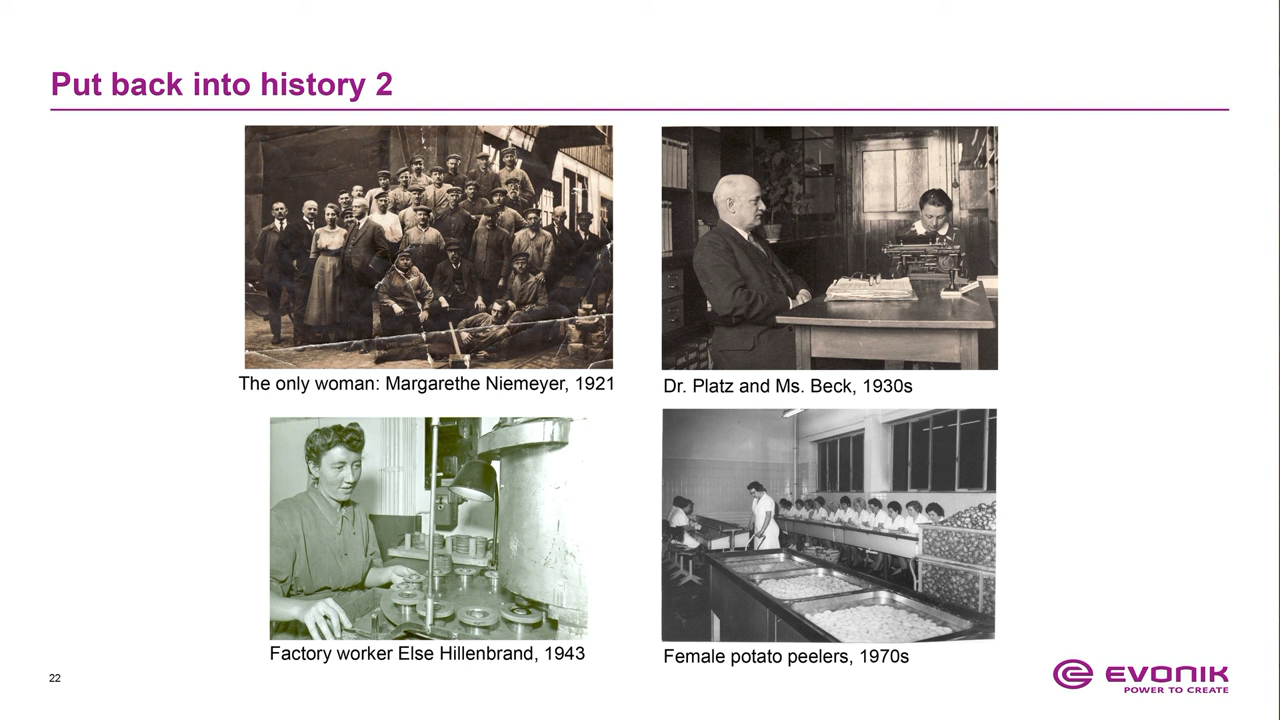 Put back into history 2
The only woman: Margarethe Niemeyer, 1921
Dr. Platz and Ms. Beck, 1930s
Factory worker Else Hillenbrand, 1943
Female potato peelers, 1970s
22
EVONIK
POWER TO CREATE